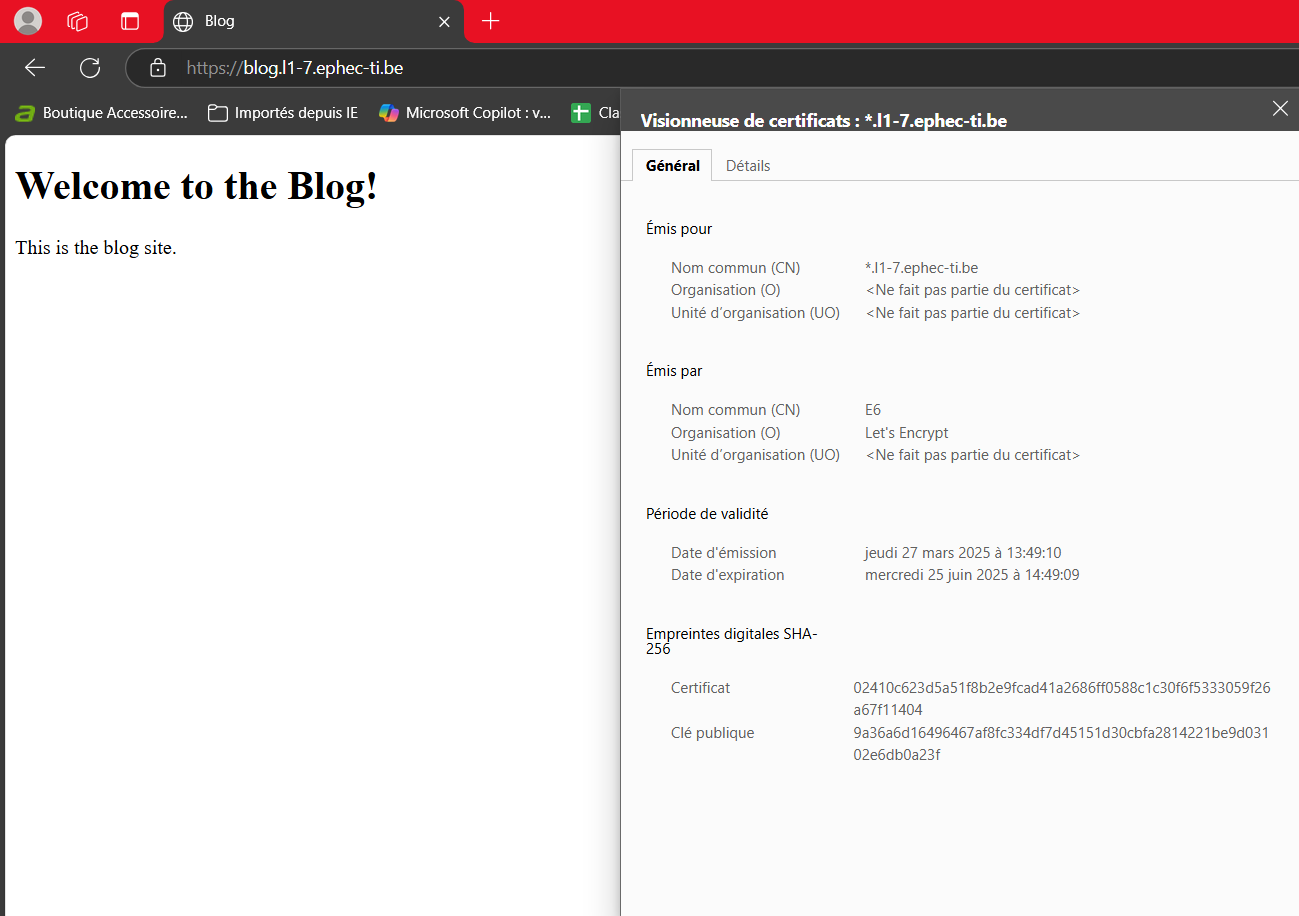 Blog
https://blog.l1-7.ephec-ti.be
Boutique Accessoire...
Importés depuis IE
Microsoft Copilot : v...
Cla
Visionneuse de certificats : *.l1-7.ephec-ti.be
Général
Détails
Welcome to the Blog!
This is the blog site.
Émis pour
Nom commun (CN) *.l1-7.ephec-ti.be
Organisation (O) <Ne fait pas partie du certificat>
Unité d'organisation (UO) <Ne fait pas partie du certificat>
Émis par
Nom commun (CN) E6
Organisation (O) Let's Encrypt
Unité d'organisation (UO) <Ne fait pas partie du certificat>
Période de validité
Date d'émission jeudi 27 mars 2025 à 13:49:10
Date d'expiration mercredi 25 juin 2025 à 14:49:09
Empreintes digitales SHA-
256
Certificat 02410c623d5a51f8b2e9fcad41a2686ff0588c1c30f6f5333059f26
a67f11404
Clé publique 9a36a6d16496467af8fc334df7d45151d30cbfa2814221be9d031
02e6db0a23f